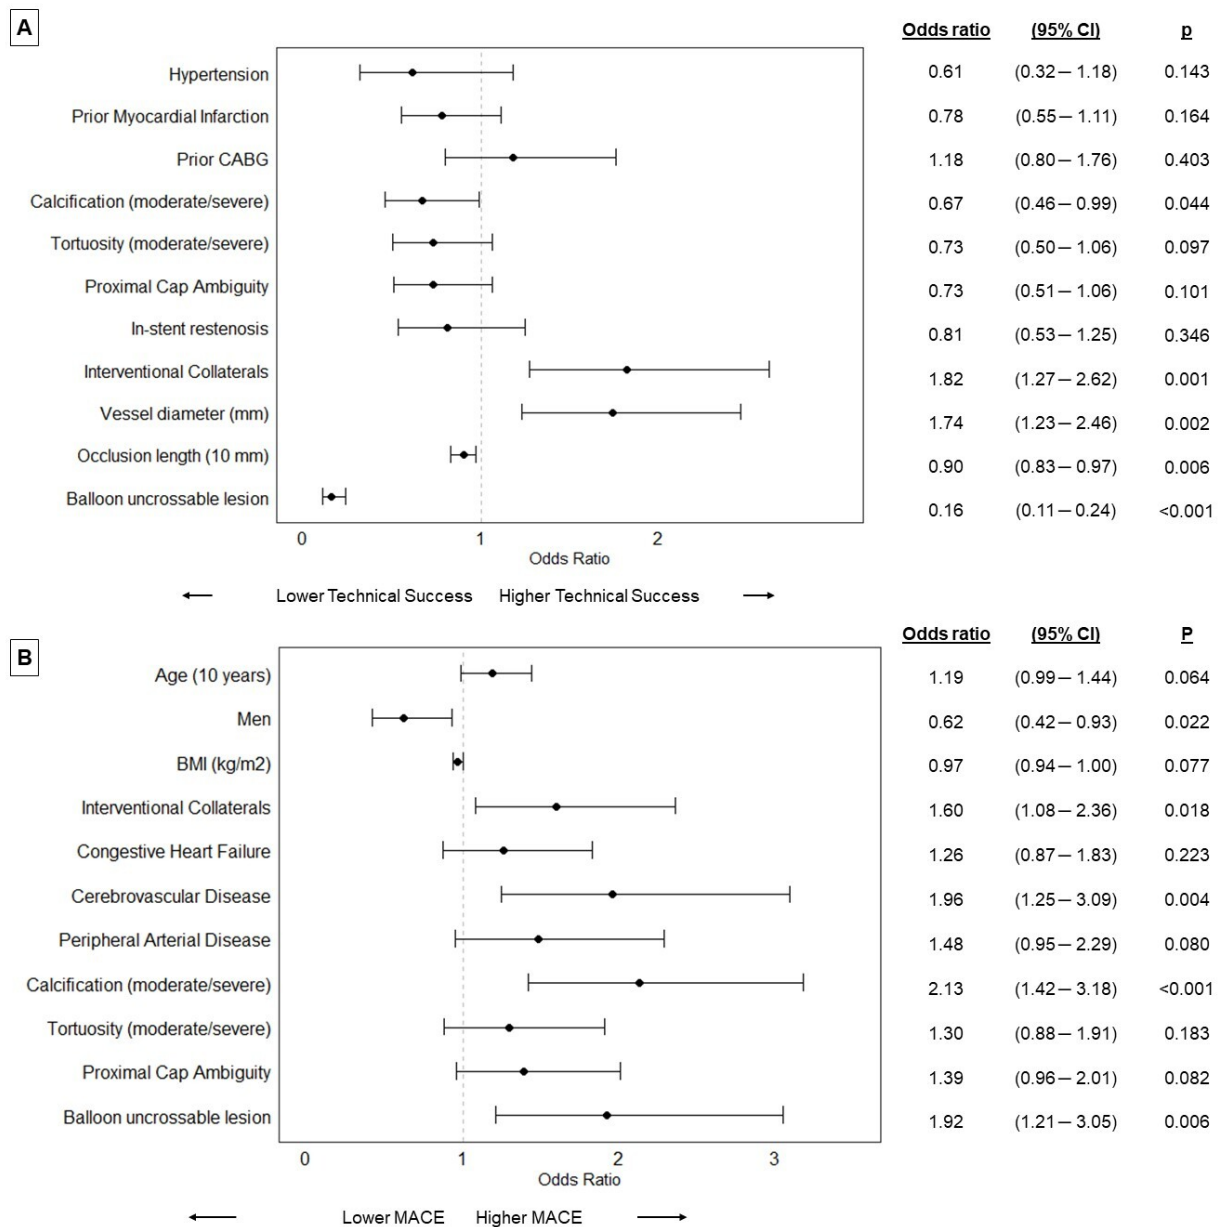 A
Odds ratio (95% CI) p
Hypertension 0.61 (0.32 – 1.18) 0.143
Prior Myocardial Infarction 0.78 (0.55 – 1.11) 0.164
Prior CABG 1.18 (0.80 – 1.76) 0.403
Calcification (moderate/severe) 0.67 (0.46 – 0.99) 0.044
Tortuosity (moderate/severe) 0.73 (0.50 – 1.06) 0.097
Proximal Cap Ambiguity 0.73 (0.51 – 1.06) 0.101
In-stent restenosis 0.81 (0.53 – 1.25) 0.346
Interventional Collaterals 1.82 (1.27 – 2.62) 0.001
Vessel diameter (mm) 1.74 (1.23 – 2.46) 0.002
Occlusion length (10 mm) 0.90 (0.83 – 0.97) 0.006
Balloon uncrossable lesion 0.16 (0.11 – 0.24) <0.001
0 1 2
Odds Ratio
Lower Technical Success Higher Technical Success
B
Odds ratio (95% CI) P
Age (10 years) 1.19 (0.99 – 1.44) 0.064
Men 0.62 (0.42 – 0.93) 0.022
BMI (kg/m2) 0.97 (0.94 – 1.00) 0.077
Interventional Collaterals 1.60 (1.08 – 2.36) 0.018
Congestive Heart Failure 1.26 (0.87 – 1.83) 0.223
Cerebrovascular Disease 1.96 (1.25 – 3.09) 0.004
Peripheral Arterial Disease 1.48 (0.95 – 2.29) 0.080
Calcification (moderate/severe) 2.13 (1.42 – 3.18) <0.001
Tortuosity (moderate/severe) 1.30 (0.88 – 1.91) 0.183
Proximal Cap Ambiguity 1.39 (0.96 – 2.01) 0.082
Balloon uncrossable lesion 1.92 (1.21 – 3.05) 0.006
0 1 2 3
Odds Ratio
Lower MACE Higher MACE